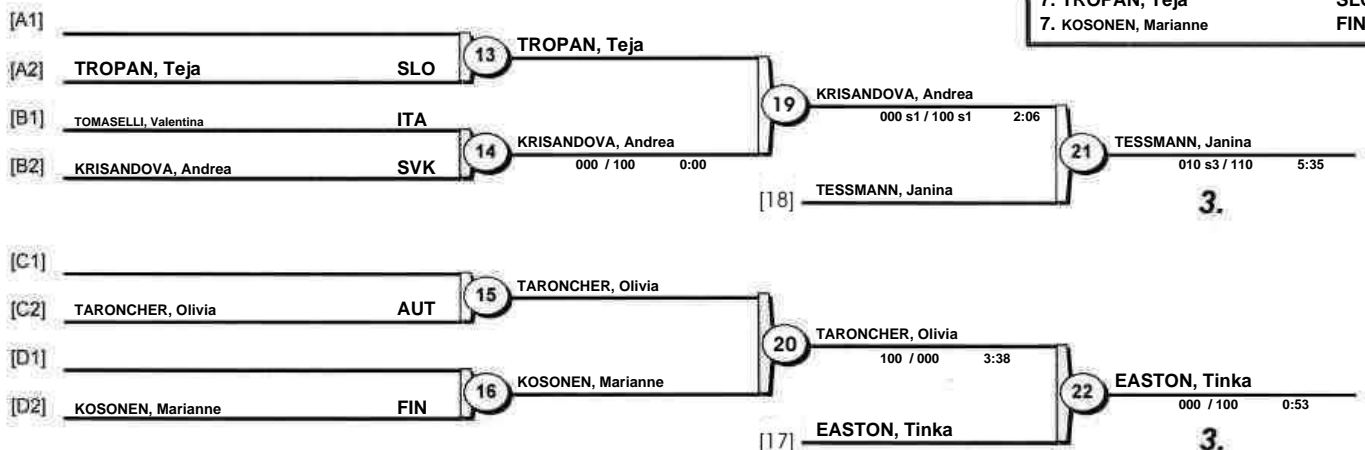 7. TROPAN, Teja SLO
7. KOSONEN, Marianne FIN
[A1]
13 TROPAN, Teja
[A2] TROPAN, Teja SLO
19 KRISANDOVA, Andrea
000 s1 / 100 s1 2:06
[B1] TOMASELLI, Valentina ITA
14 KRISANDOVA, Andrea
000 / 100 0:00
21 TESSMANN, Janina
010 s3 / 110 5:35
[B2] KRISANDOVA, Andrea SVK
[18] TESSMANN, Janina
3.
[C1]
15 TARONCHER, Olivia
[C2] TARONCHER, Olivia AUT
20 TARONCHER, Olivia
100 / 000 3:38
[D1]
16 KOSONEN, Marianne
22 EASTON, Tinka
000 / 100 0:53
[D2] KOSONEN, Marianne FIN
[17] EASTON, Tinka
3.